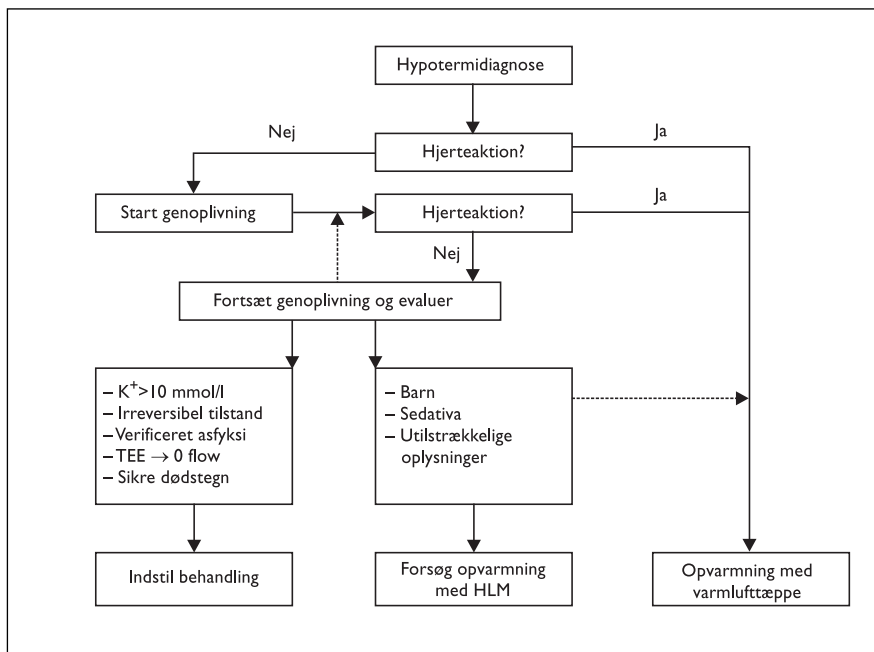 Hypotermidiagnose
Nej
Ja
Hjerteaktion?
Start genoplivning
Hjerteaktion?
Ja
Nej
Fortsæt genoplivning og evaluer
– K⁺>10 mmol/l
– Irreversibel tilstand
– Verificeret asfyksi
– TEE → 0 flow
– Sikre dødstegn
– Barn
– Sedativa
– Utilstrækkelige
oplysninger
Indstil behandling
Forsøg opvarmning
med HLM
Opvarmning med
varmlufttæppe